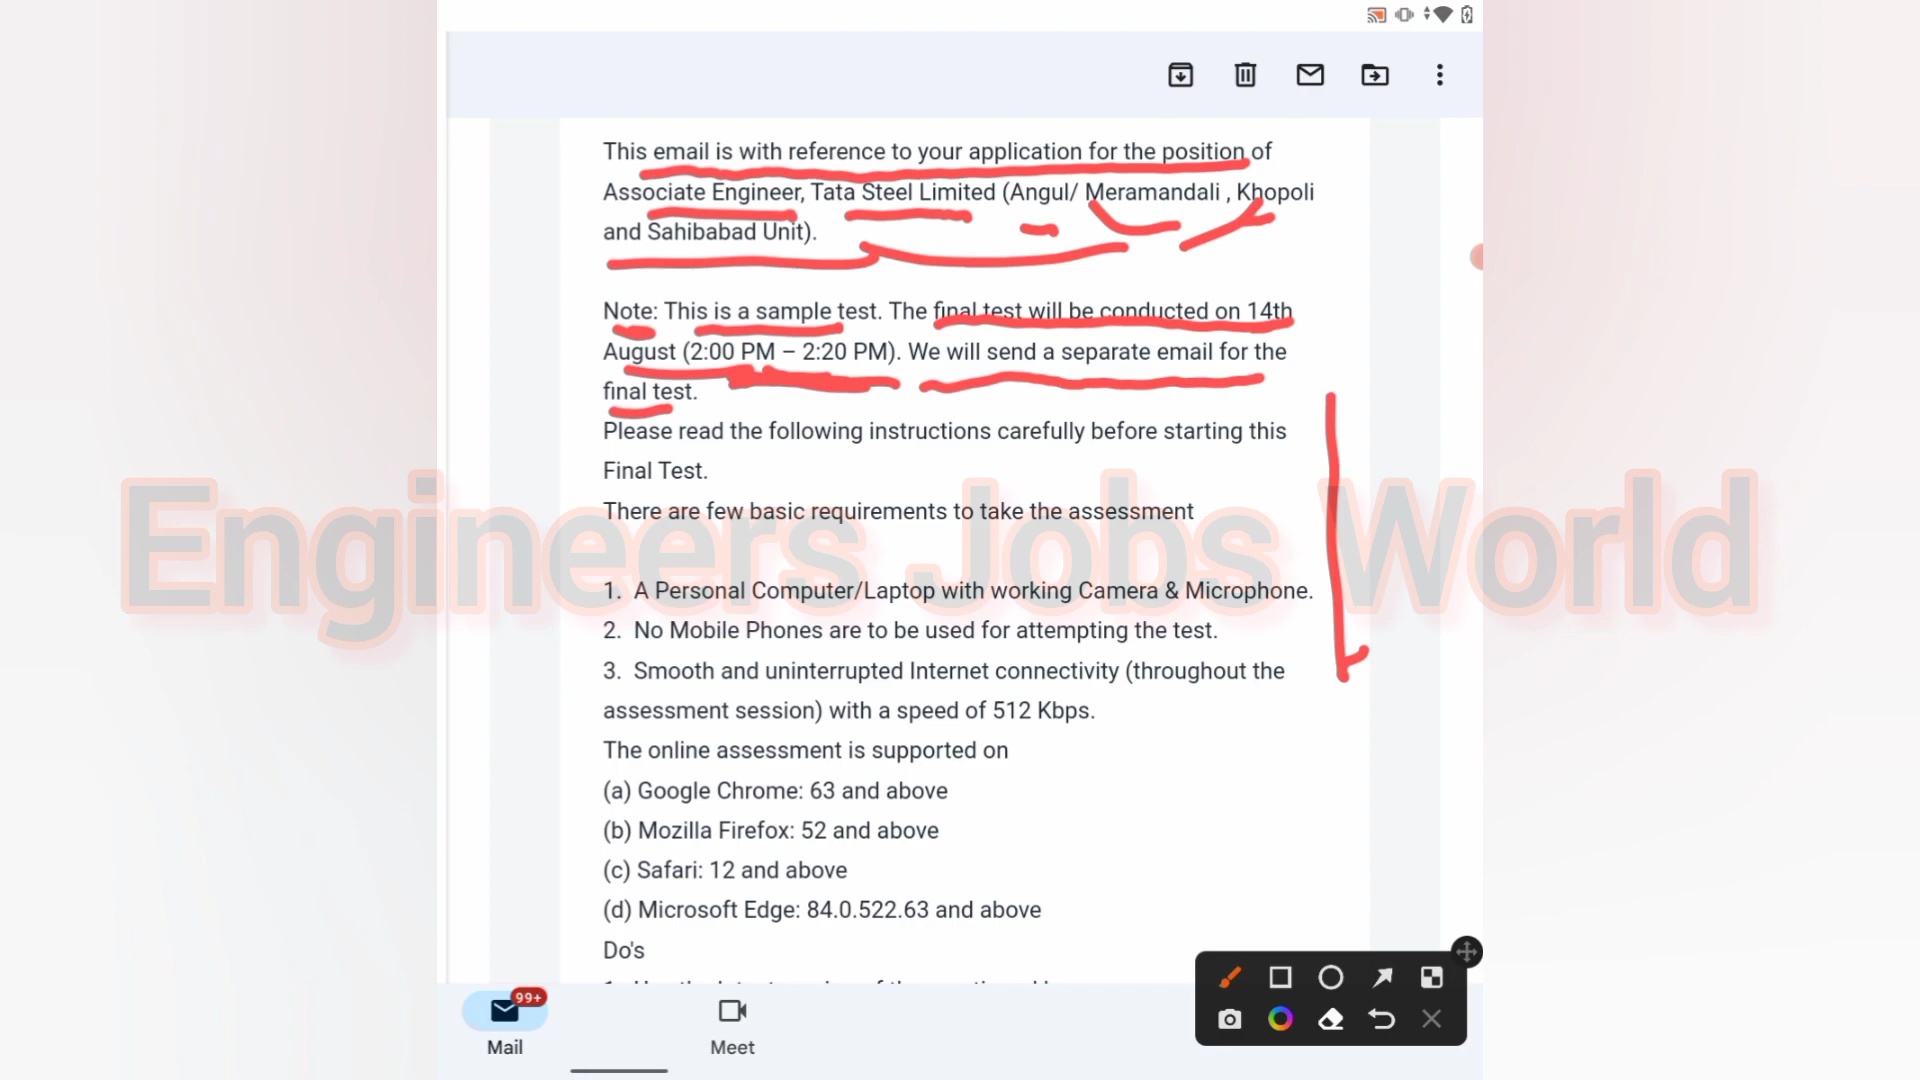 This email is with reference to your application for the position of
Associate Engineer, Tata Steel Limited (Angul/ Meramandali , Khopoli
and Sahibabad Unit).
Note: This is a sample test. The final test will be conducted on 14th
August (2:00 PM – 2:20 PM). We will send a separate email for the
final test.
Please read the following instructions carefully before starting this
Final Test.
There are few basic requirements to take the assessment
Engineers Jobs World
1. A Personal Computer/Laptop with working Camera & Microphone.
2. No Mobile Phones are to be used for attempting the test.
3. Smooth and uninterrupted Internet connectivity (throughout the
assessment session) with a speed of 512 Kbps.
The online assessment is supported on
(a) Google Chrome: 63 and above
(b) Mozilla Firefox: 52 and above
(c) Safari: 12 and above
(d) Microsoft Edge: 84.0.522.63 and above
Do's
99+
Mail
Meet